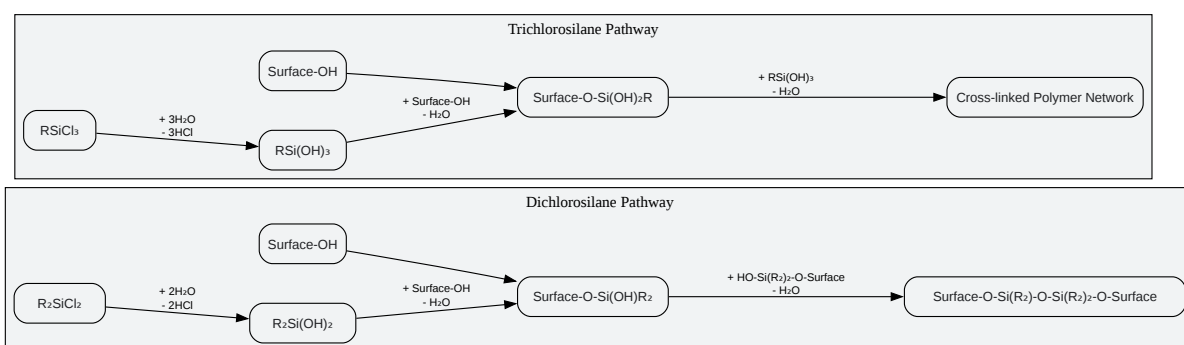 Trichlorosilane Pathway
Surface-OH
+ RSi(OH)₃
- H₂O
Surface-O-Si(OH)₂R
Cross-linked Polymer Network
+ Surface-OH
- H₂O
RSiCl₃
+ 3H₂O
- 3HCl
RSi(OH)₃
Dichlorosilane Pathway
Surface-OH
+ HO-Si(R₂)₂-O-Surface
- H₂O
Surface-O-Si(OH)R₂
Surface-O-Si(R₂)-O-Si(R₂)₂-O-Surface
+ Surface-OH
- H₂O
R₂SiCl₂
+ 2H₂O
- 2HCl
R₂Si(OH)₂